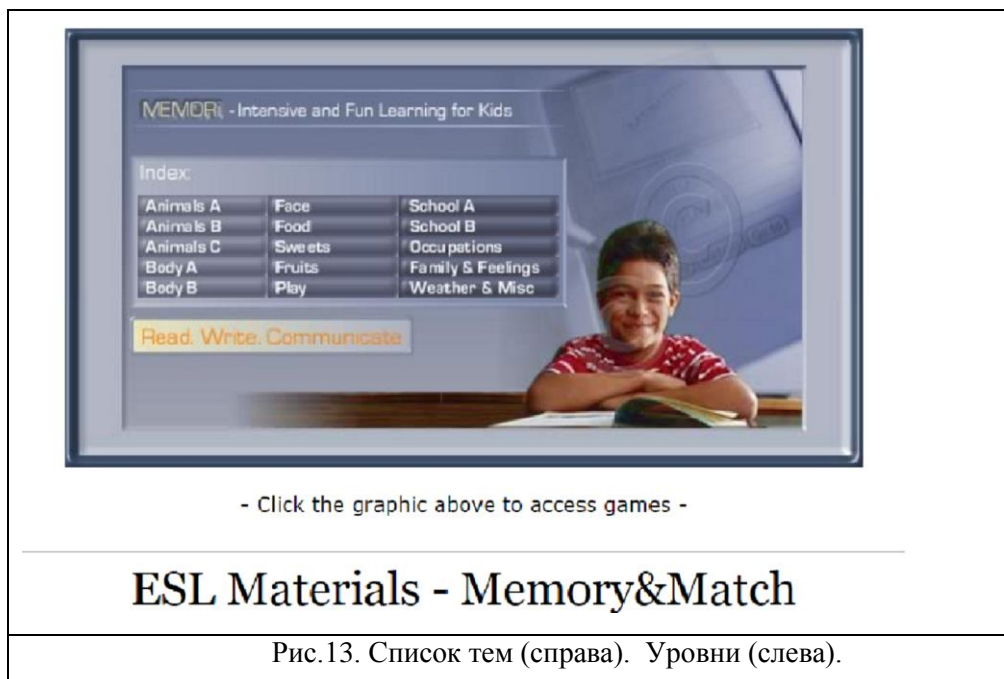 MEMORi - Intensive and Fun Learning for Kids
Index:
Animals A Face School A
Animals B Food School B
Animals C Sweets Occupations
Body A Fruits Family & Feelings
Body B Play Weather & Misc
Read. Write. Communicate
- Click the graphic above to access games -
ESL Materials - Memory&Match
Рис.13. Список тем (справа). Уровни (слева).